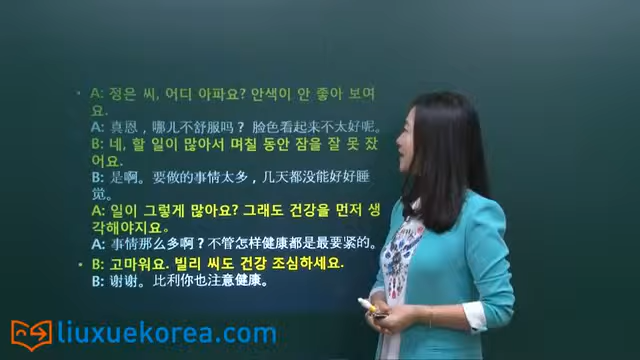 A: 정은 씨, 어디 아파요? 안색이 안 좋아 보여
요.
A: 真恩，哪儿不舒服吗？ 脸色看起来不太好呢。
B: 네, 할 일이 많아서 며칠 동안 잠을 잘 못 잤
어요.
B: 是啊。要做的事情太多，几天都没能好好睡
觉。
A: 일이 그렇게 많아요? 그래도 건강을 먼저 생
각해야지요.
A: 事情那么多啊？不管怎样健康都是最要紧的。
B: 고마워요. 빌리 씨도 건강 조심하세요.
B: 谢谢。比利你也注意健康。
liuxuekorea.com